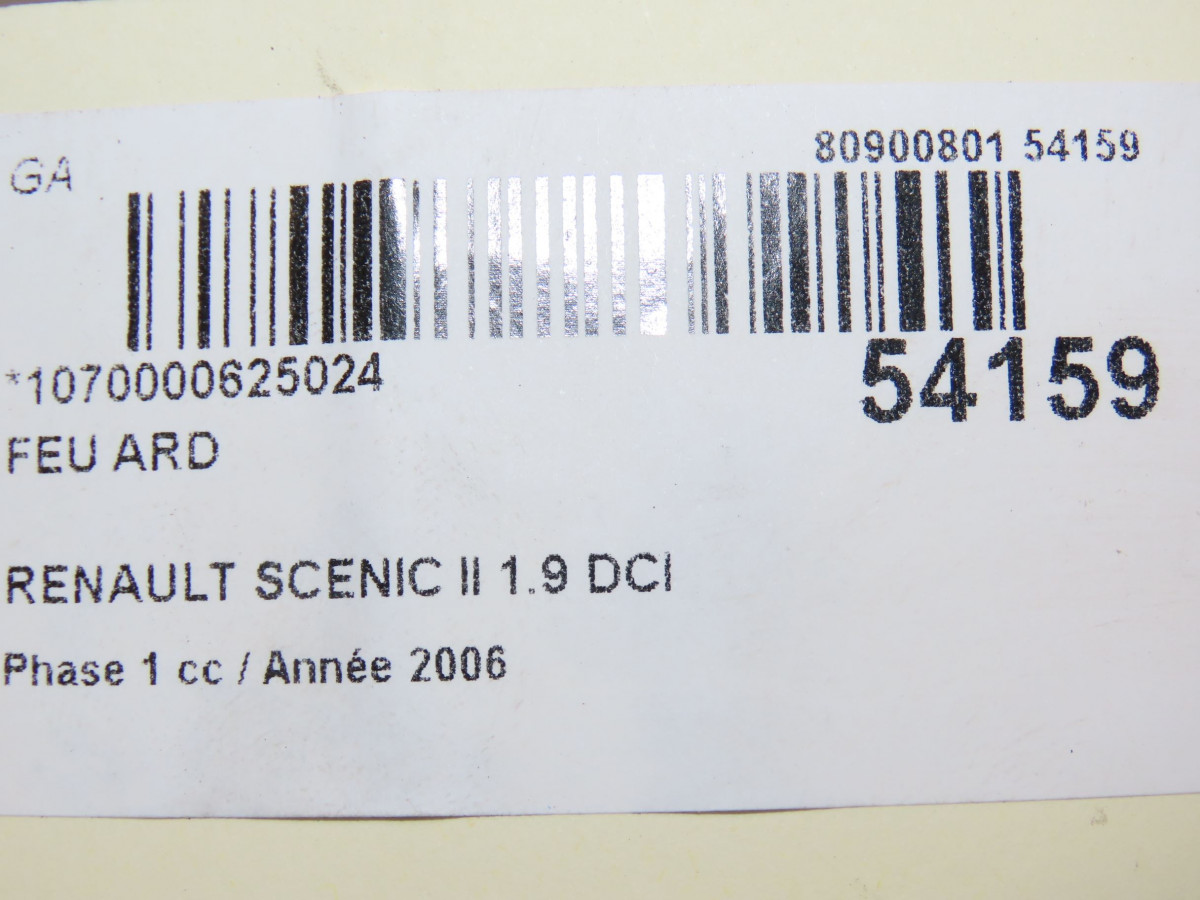 GA
80900801 54159
*1070000625024
54159
FEU ARD
RENAULT SCENIC II 1.9 DCI
Phase 1 cc / Année 2006